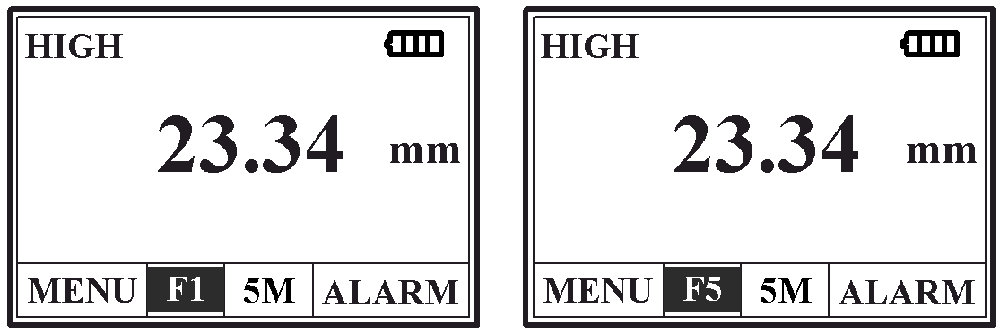 HIGH
23.34 mm
MENU F1 5M ALARM
HIGH
23.34 mm
MENU F5 5M ALARM